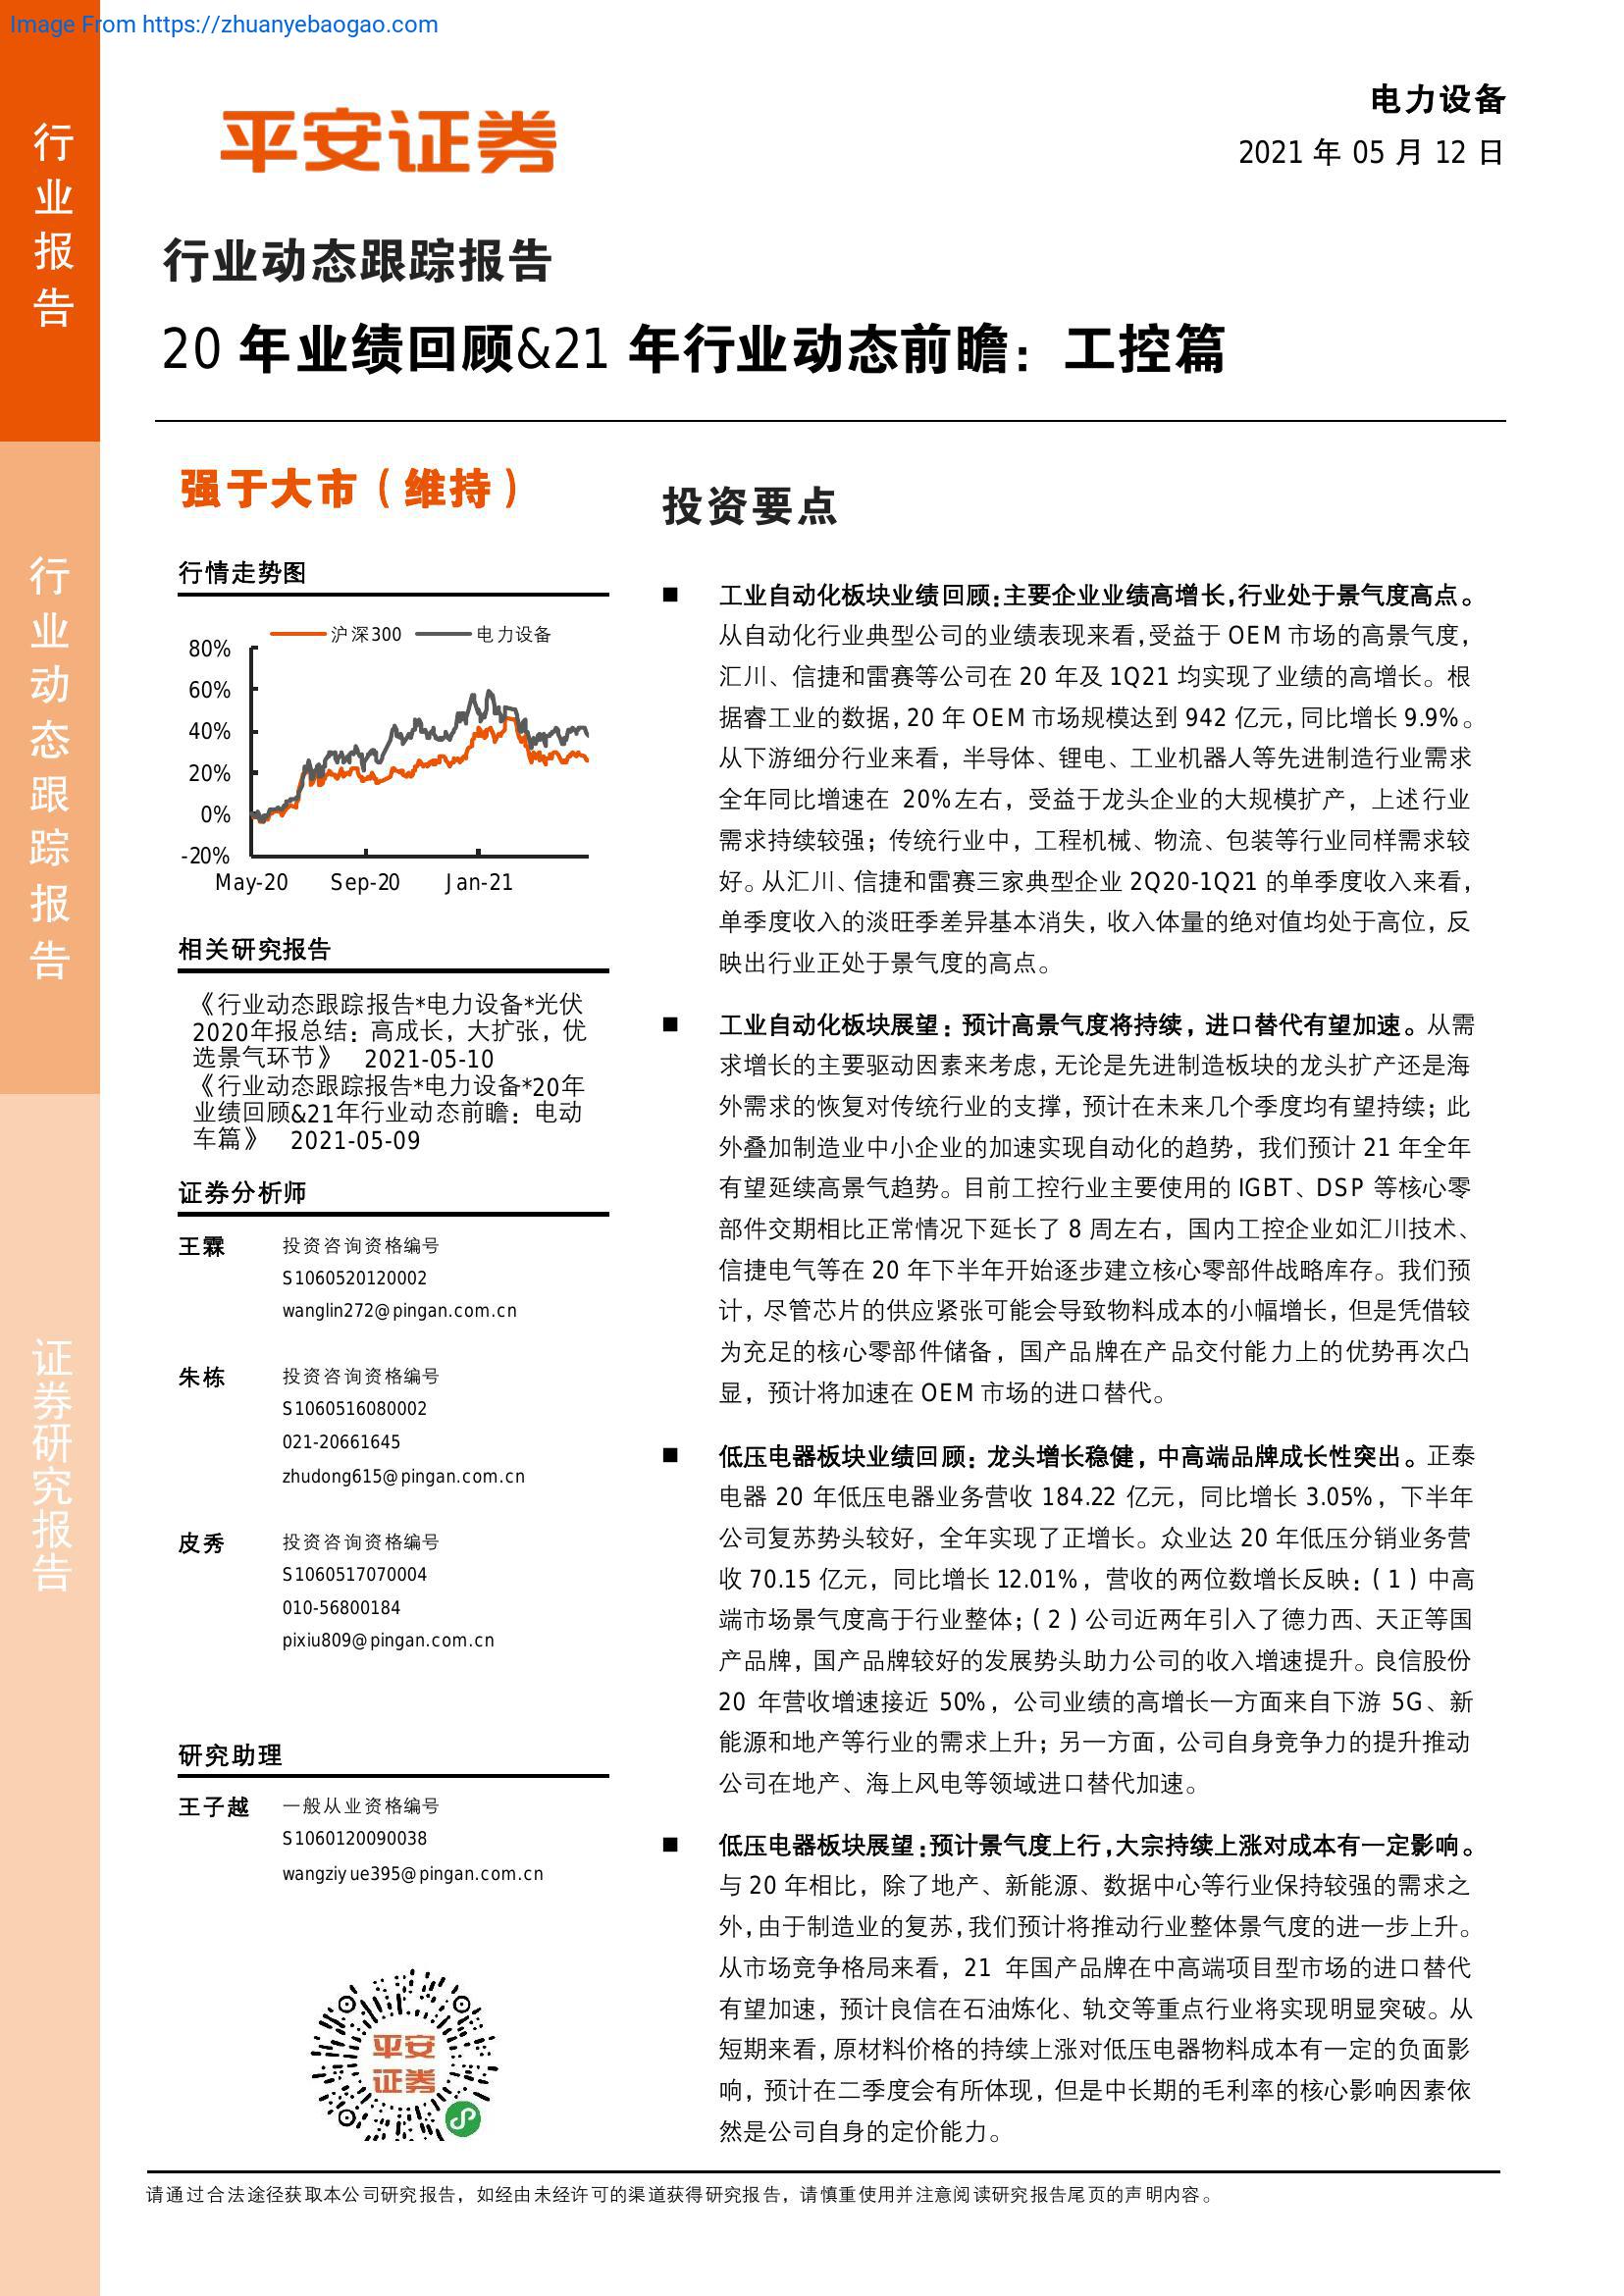 Image From https://zhuanyebaogao.com
行业报告
行业动态跟踪报告
证券研究报告
平安证券
电力设备
2021 年 05 月 12 日
行业动态跟踪报告
20 年业绩回顾&21 年行业动态前瞻：工控篇
强于大市（维持）
行情走势图
沪深300 电力设备
80%
60%
40%
20%
0%
-20%
May-20 Sep-20 Jan-21
相关研究报告
《行业动态跟踪报告*电力设备*光伏
2020年报总结：高成长，大扩张，优
选景气环节》 2021-05-10
《行业动态跟踪报告*电力设备*20年
业绩回顾&21年行业动态前瞻：电动
车篇》 2021-05-09
证券分析师
王霖 投资咨询资格编号
S1060520120002
wanglin272@pingan.com.cn
朱栋 投资咨询资格编号
S1060516080002
021-20661645
zhudong615@pingan.com.cn
皮秀 投资咨询资格编号
S1060517070004
010-56800184
pixiu809@pingan.com.cn
研究助理
王子越 一般从业资格编号
S1060120090038
wangziyue395@pingan.com.cn
平安
证券
投资要点
■ 工业自动化板块业绩回顾：主要企业业绩高增长，行业处于景气度高点。
从自动化行业典型公司的业绩表现来看，受益于 OEM 市场的高景气度，
汇川、信捷和雷赛等公司在 20 年及 1Q21 均实现了业绩的高增长。根
据睿工业的数据，20 年 OEM 市场规模达到 942 亿元，同比增长 9.9%。
从下游细分行业来看，半导体、锂电、工业机器人等先进制造行业需求
全年同比增速在 20%左右，受益于龙头企业的大规模扩产，上述行业
需求持续较强；传统行业中，工程机械、物流、包装等行业同样需求较
好。从汇川、信捷和雷赛三家典型企业 2Q20-1Q21 的单季度收入来看，
单季度收入的淡旺季差异基本消失，收入体量的绝对值均处于高位，反
映出行业正处于景气度的高点。
■ 工业自动化板块展望：预计高景气度将持续，进口替代有望加速。从需
求增长的主要驱动因素来考虑，无论是先进制造板块的龙头扩产还是海
外需求的恢复对传统行业的支撑，预计在未来几个季度均有望持续；此
外叠加制造业中小企业的加速实现自动化的趋势，我们预计 21 年全年
有望延续高景气趋势。目前工控行业主要使用的 IGBT、DSP 等核心零
部件交期相比正常情况下延长了 8 周左右，国内工控企业如汇川技术、
信捷电气等在 20 年下半年开始逐步建立核心零部件战略库存。我们预
计，尽管芯片的供应紧张可能会导致物料成本的小幅增长，但是凭借较
为充足的核心零部件储备，国产品牌在产品交付能力上的优势再次凸
显，预计将加速在 OEM 市场的进口替代。
■ 低压电器板块业绩回顾：龙头增长稳健，中高端品牌成长性突出。正泰
电器 20 年低压电器业务营收 184.22 亿元，同比增长 3.05%，下半年
公司复苏势头较好，全年实现了正增长。众业达 20 年低压分销业务营
收 70.15 亿元，同比增长 12.01%，营收的两位数增长反映：(1) 中高
端市场景气度高于行业整体；(2) 公司近两年引入了德力西、天正等国
产品牌，国产品牌较好的发展势头助力公司的收入增速提升。良信股份
20 年营收增速接近 50%，公司业绩的高增长一方面来自下游 5G、新
能源和地产等行业的需求上升；另一方面，公司自身竞争力的提升推动
公司在地产、海上风电等领域进口替代加速。
■ 低压电器板块展望：预计景气度上行，大宗持续上涨对成本有一定影响。
与 20 年相比，除了地产、新能源、数据中心等行业保持较强的需求之
外，由于制造业的复苏，我们预计将推动行业整体景气度的进一步上升。
从市场竞争格局来看，21 年国产品牌在中高端项目型市场的进口替代
有望加速，预计良信在石油炼化、轨交等重点行业将实现明显突破。从
短期来看，原材料价格的持续上涨对低压电器物料成本有一定的负面影
响，预计在二季度会有所体现，但是中长期的毛利率的核心影响因素依
然是公司自身的定价能力。
请通过合法途径获取本公司研究报告，如经由未经许可的渠道获得研究报告，请慎重使用并注意阅读研究报告尾页的声明内容。